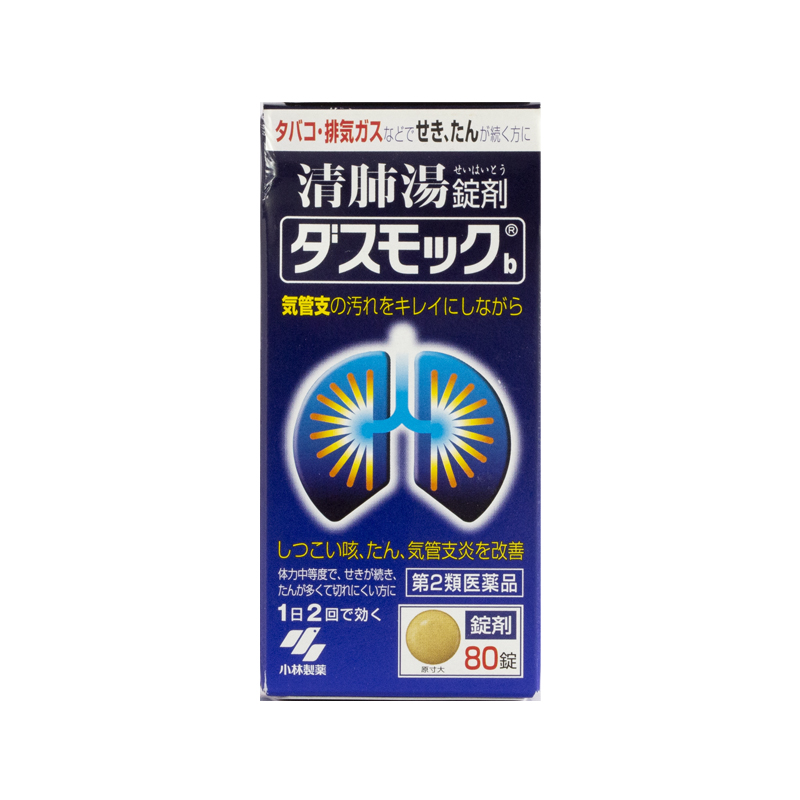 タバコ・排気ガスなどでせき、たんが続く方に
せいはいとう
清肺湯錠剤
ダスモック®b
気管支の汚れをキレイにしながら
しつこい咳、たん、気管支炎を改善
体力中等度で、せきが続き、
たんが多くて切れにくい方に
第2類医薬品
1日2回で効く
錠剤
80錠
原寸大
小林製薬